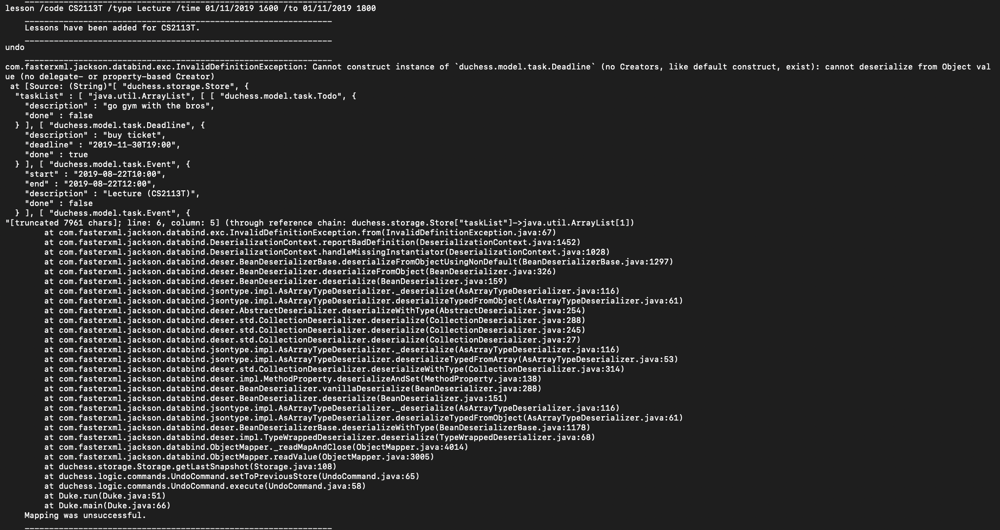 lesson /code CS2113T /type Lecture /time 01/11/2019 1600 /to 01/11/2019 1800
____________________________________________________________
Lessons have been added for CS2113T.
____________________________________________________________
undo
____________________________________________________________
com.fasterxml.jackson.databind.exc.InvalidDefinitionException: Cannot construct instance of `duchess.model.task.Deadline` (no Creators, like default construct, exist): cannot deserialize from Object val
ue (no delegate- or property-based Creator)
at [Source: (String)"[ "duchess.storage.Store", {
"taskList" : [ "java.util.ArrayList", [ [ "duchess.model.task.Todo", {
"description" : "go gym with the bros",
"done" : false
} ], [ "duchess.model.task.Deadline", {
"description" : "buy ticket",
"deadline" : "2019-11-30T19:00",
"done" : true
} ], [ "duchess.model.task.Event", {
"start" : "2019-08-22T10:00",
"end" : "2019-08-22T12:00",
"description" : "Lecture (CS2113T)",
"done" : false
} ], [ "duchess.model.task.Event", {
"[truncated 7961 chars]; line: 6, column: 5] (through reference chain: duchess.storage.Store["taskList"]->java.util.ArrayList[1])
at com.fasterxml.jackson.databind.exc.InvalidDefinitionException.from(InvalidDefinitionException.java:67)
at com.fasterxml.jackson.databind.DeserializationContext.reportBadDefinition(DeserializationContext.java:1452)
at com.fasterxml.jackson.databind.DeserializationContext.handleMissingInstantiator(DeserializationContext.java:1028)
at com.fasterxml.jackson.databind.deser.BeanDeserializerBase.deserializeFromObjectUsingNonDefault(BeanDeserializerBase.java:1297)
at com.fasterxml.jackson.databind.deser.BeanDeserializer.deserializeFromObject(BeanDeserializer.java:326)
at com.fasterxml.jackson.databind.deser.BeanDeserializer.deserialize(BeanDeserializer.java:159)
at com.fasterxml.jackson.databind.jsontype.impl.AsArrayTypeDeserializer._deserialize(AsArrayTypeDeserializer.java:116)
at com.fasterxml.jackson.databind.jsontype.impl.AsArrayTypeDeserializer.deserializeTypedFromObject(AsArrayTypeDeserializer.java:61)
at com.fasterxml.jackson.databind.deser.AbstractDeserializer.deserializeWithType(AbstractDeserializer.java:254)
at com.fasterxml.jackson.databind.deser.std.CollectionDeserializer.deserialize(CollectionDeserializer.java:288)
at com.fasterxml.jackson.databind.deser.std.CollectionDeserializer.deserialize(CollectionDeserializer.java:245)
at com.fasterxml.jackson.databind.deser.std.CollectionDeserializer.deserialize(CollectionDeserializer.java:27)
at com.fasterxml.jackson.databind.jsontype.impl.AsArrayTypeDeserializer._deserialize(AsArrayTypeDeserializer.java:116)
at com.fasterxml.jackson.databind.jsontype.impl.AsArrayTypeDeserializer.deserializeTypedFromArray(AsArrayTypeDeserializer.java:53)
at com.fasterxml.jackson.databind.deser.std.CollectionDeserializer.deserializeWithType(CollectionDeserializer.java:314)
at com.fasterxml.jackson.databind.deser.impl.MethodProperty.deserializeAndSet(MethodProperty.java:138)
at com.fasterxml.jackson.databind.deser.BeanDeserializer.vanillaDeserialize(BeanDeserializer.java:288)
at com.fasterxml.jackson.databind.deser.BeanDeserializer.deserialize(BeanDeserializer.java:151)
at com.fasterxml.jackson.databind.jsontype.impl.AsArrayTypeDeserializer._deserialize(AsArrayTypeDeserializer.java:116)
at com.fasterxml.jackson.databind.jsontype.impl.AsArrayTypeDeserializer.deserializeTypedFromObject(AsArrayTypeDeserializer.java:61)
at com.fasterxml.jackson.databind.deser.BeanDeserializerBase.deserializeWithType(BeanDeserializerBase.java:1178)
at com.fasterxml.jackson.databind.deser.impl.TypeWrappedDeserializer.deserialize(TypeWrappedDeserializer.java:68)
at com.fasterxml.jackson.databind.ObjectMapper._readMapAndClose(ObjectMapper.java:4014)
at com.fasterxml.jackson.databind.ObjectMapper.readValue(ObjectMapper.java:3005)
at duchess.storage.Storage.getLastSnapshot(Storage.java:108)
at duchess.logic.commands.UndoCommand.setToPreviousStore(UndoCommand.java:65)
at duchess.logic.commands.UndoCommand.execute(UndoCommand.java:58)
at Duke.run(Duke.java:51)
at Duke.main(Duke.java:66)
Mapping was unsuccessful.
____________________________________________________________